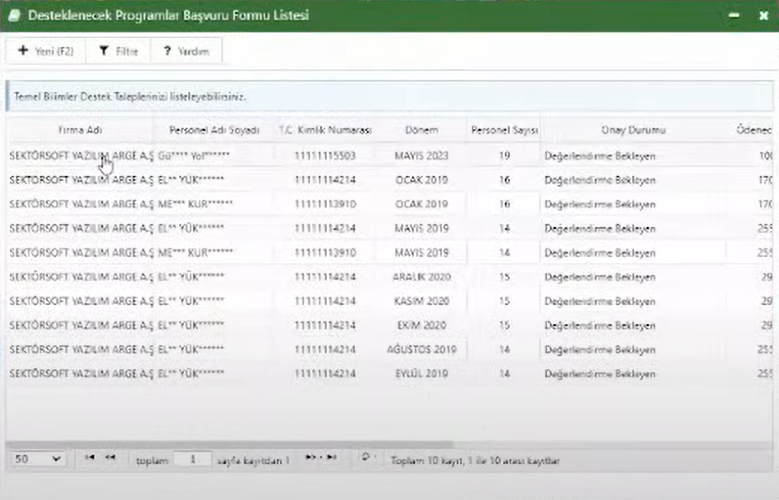 Desteklenecek Programlar Başvuru Formu Listesi
Yeni (F2) Filtre ? Yardım
Temel Bilimler Destek Taleplerinizi listeleyebilirsiniz.
Firma Adı Personel Adı Soyadı T.C. Kimlik Numarası Dönem Personel Sayısı Onay Durumu Ödenec
SEKTÖRSOFT YAZILIM ARGE A.Ş Gü**** Yol****** 11111115503 MAYIS 2023 19 Değerlendirme Bekleyen 100
SEKTÖRSOFT YAZILIM ARGE A.Ş EL** YÜK****** 11111114214 OCAK 2019 16 Değerlendirme Bekleyen 170
SEKTÖRSOFT YAZILIM ARGE A.Ş ME*** KUR****** 11111113910 OCAK 2019 16 Değerlendirme Bekleyen 170
SEKTÖRSOFT YAZILIM ARGE A.Ş EL** YÜK****** 11111114214 MAYIS 2019 14 Değerlendirme Bekleyen 255
SEKTÖRSOFT YAZILIM ARGE A.Ş ME*** KUR****** 11111113910 MAYIS 2019 14 Değerlendirme Bekleyen 255
SEKTÖRSOFT YAZILIM ARGE A.Ş EL** YÜK****** 11111114214 ARALIK 2020 15 Değerlendirme Bekleyen 29
SEKTÖRSOFT YAZILIM ARGE A.Ş EL** YÜK****** 11111114214 KASIM 2020 15 Değerlendirme Bekleyen 29
SEKTÖRSOFT YAZILIM ARGE A.Ş EL** YÜK****** 11111114214 EKİM 2020 15 Değerlendirme Bekleyen 29
SEKTÖRSOFT YAZILIM ARGE A.Ş EL** YÜK****** 11111114214 AĞUSTOS 2019 14 Değerlendirme Bekleyen 255
SEKTÖRSOFT YAZILIM ARGE A.Ş EL** YÜK****** 11111114214 EYLÜL 2019 14 Değerlendirme Bekleyen 255
50 toplam 1 sayfa kayıtdan 1 Toplam 10 kayıt, 1 ile 10 arası kayıtlar